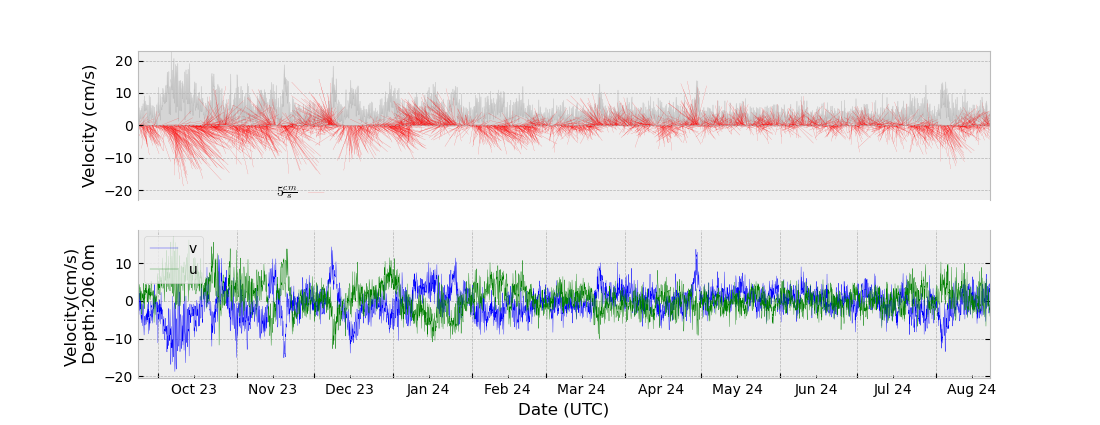 Velocity (cm/s)
20
10
0
−10
−20
5 cm/s
Velocity(cm/s)
Depth:206.0m
v
u
10
0
−10
−20
Oct 23 Nov 23 Dec 23 Jan 24 Feb 24 Mar 24 Apr 24 May 24 Jun 24 Jul 24 Aug 24
Date (UTC)